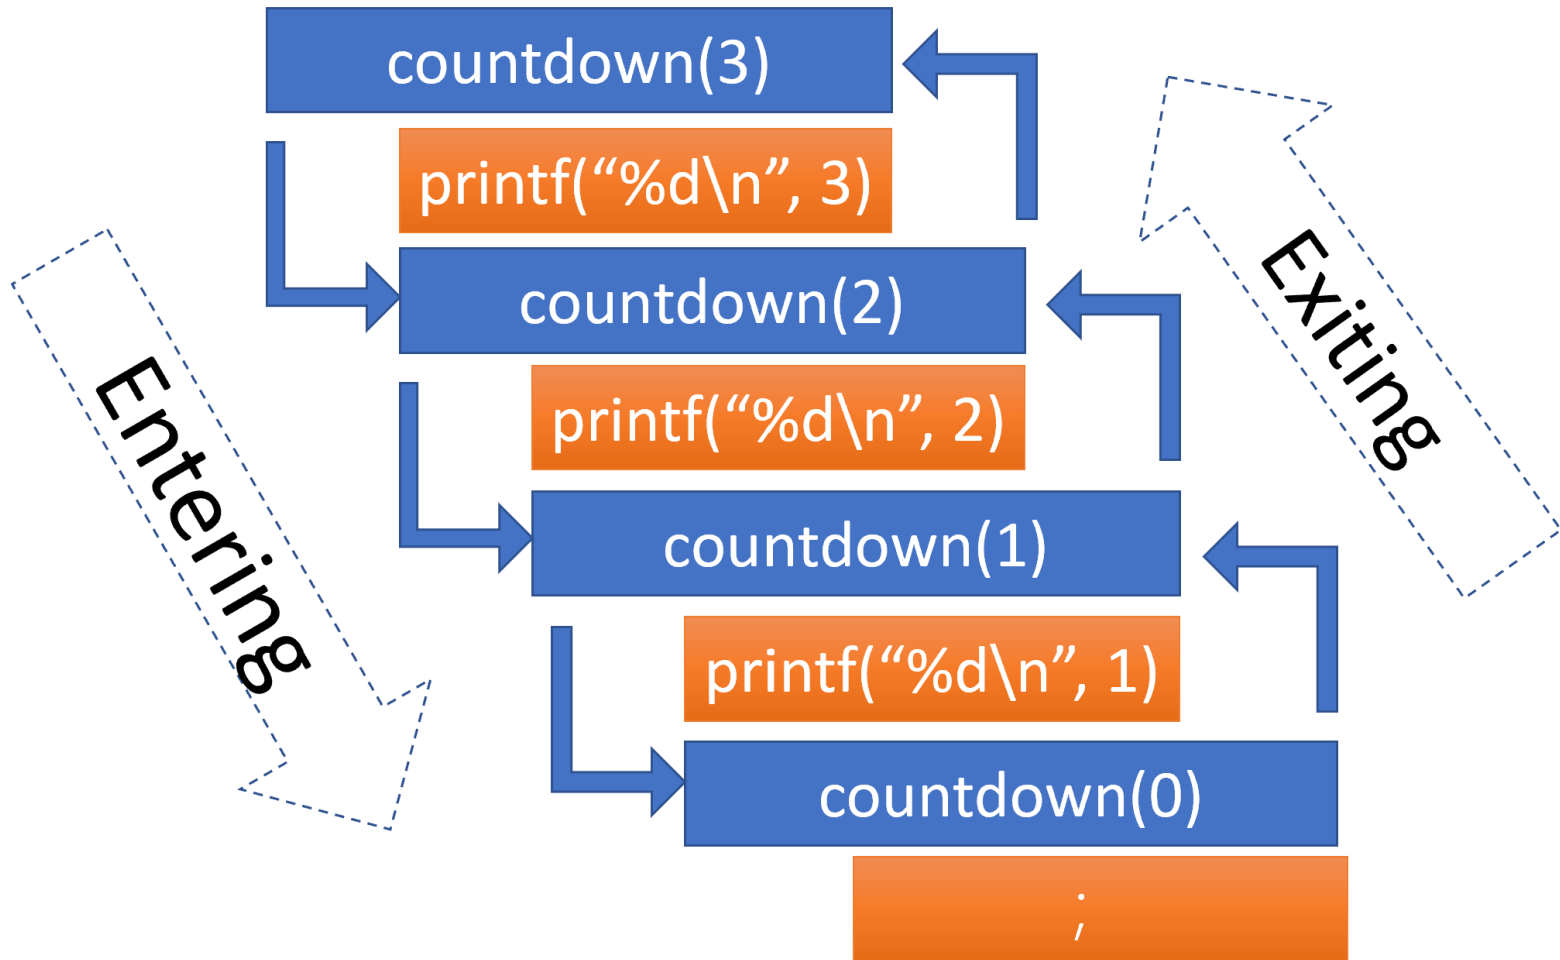 countdown(3)
printf(“%d\n”, 3)
countdown(2)
printf(“%d\n”, 2)
countdown(1)
printf(“%d\n”, 1)
countdown(0)
;
Entering
Exiting